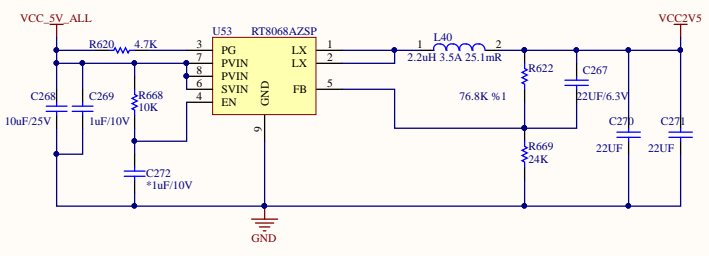 VCC_5V_ALL
VCC2V5
U53 RT8068AZSP
R620 4.7K
3 PG
7 PVIN
8 PVIN
6 SVIN
4 EN
LX 1
LX 2
FB 5
GND
9
L40
1 2
2.2uH 3.5A 25.1mR
C268
10uF/25V
C269
1uF/10V
R668
10K
C272
*1uF/10V
R622
76.8K %1
C267
22UF/6.3V
R669
24K
C270
22UF
C271
22UF
GND